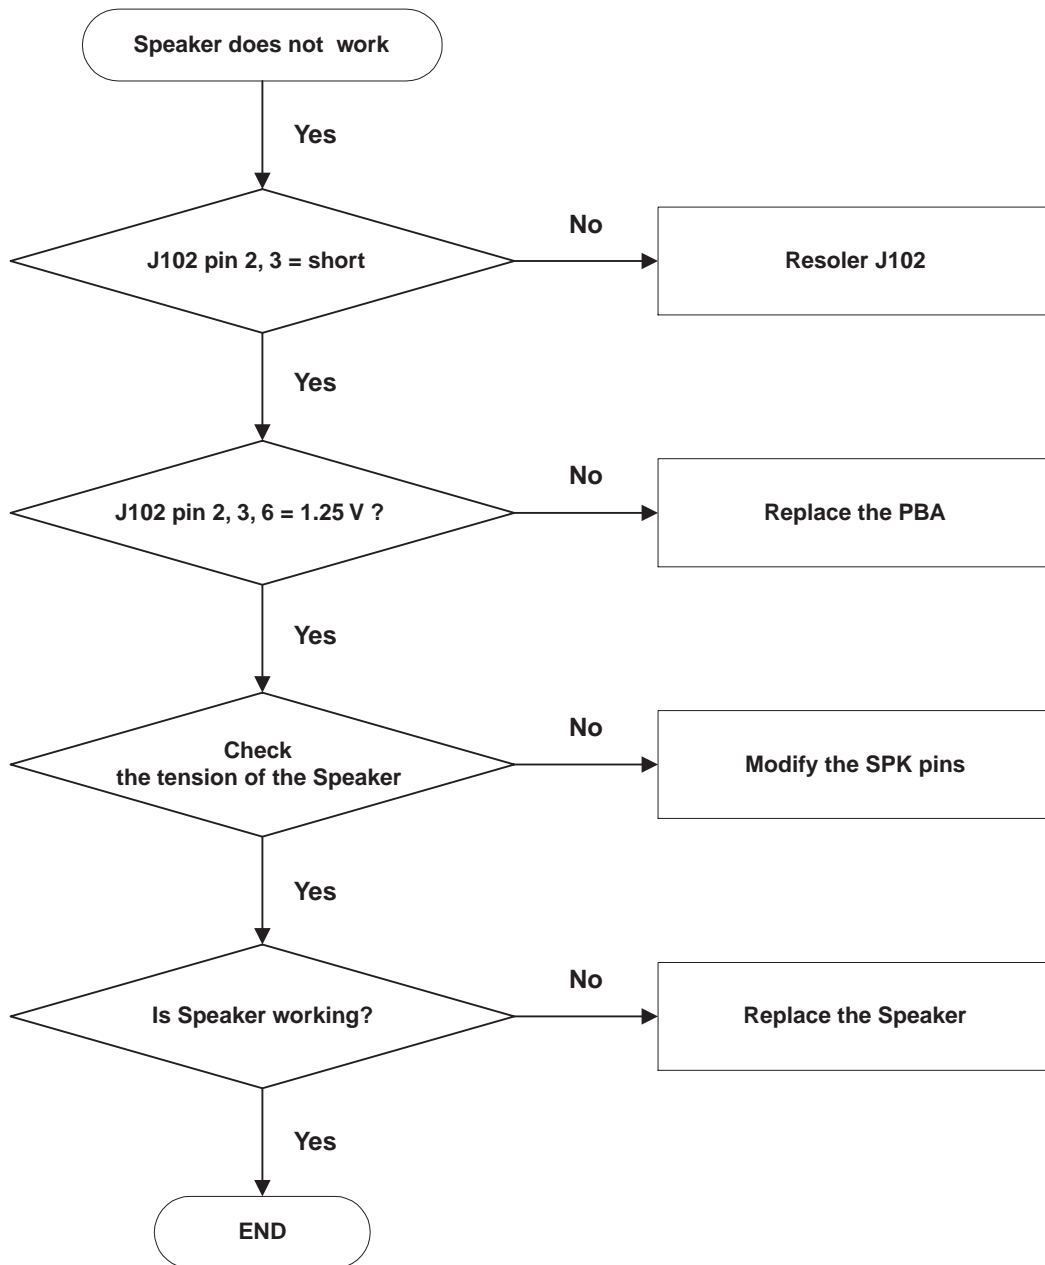 Speaker does not work
Yes
J102 pin 2, 3 = short
No
Resoler J102
Yes
J102 pin 2, 3, 6 = 1.25 V ?
No
Replace the PBA
Yes
Check
the tension of the Speaker
No
Modify the SPK pins
Yes
Is Speaker working?
No
Replace the Speaker
Yes
END